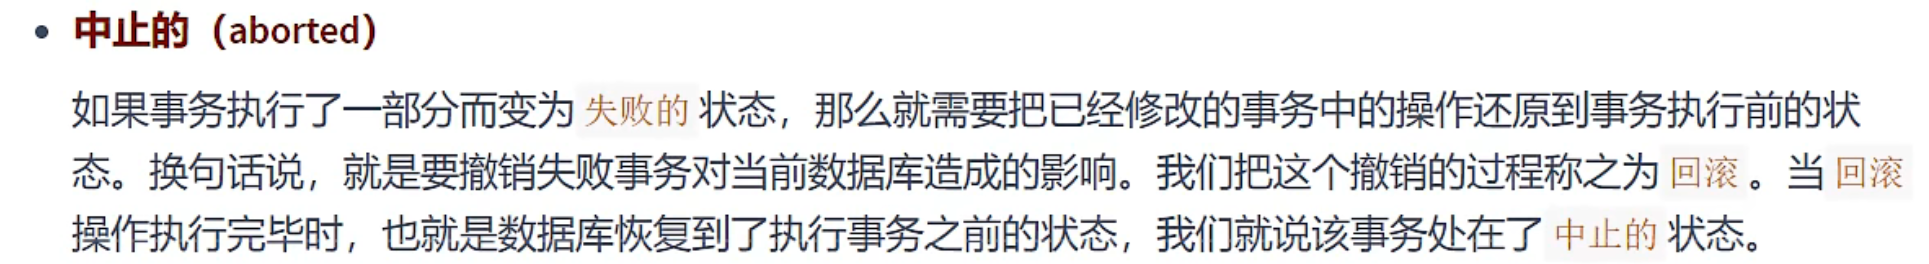 • 中止的（aborted）
如果事务执行了一部分而变为 失败的 状态，那么就需要把已经修改的事务中的操作还原到事务执行前的状
态。换句话说，就是要撤销失败事务对当前数据库造成的影响。我们把这个撤销的过程称之为 回滚 。当 回滚
操作执行完毕时，也就是数据库恢复到了执行事务之前的状态，我们就说该事务处在了 中止的 状态。